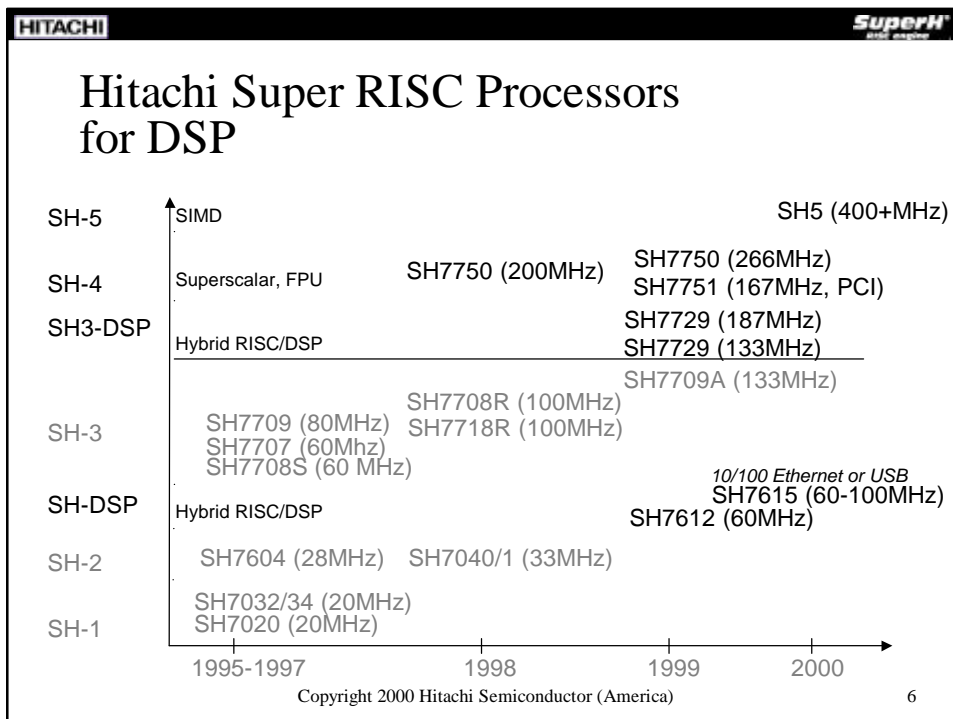 HITACHI
SuperH
RISC engine
Hitachi Super RISC Processors
for DSP
SH-5
SIMD
SH5 (400+MHz)
SH-4
Superscalar, FPU
SH7750 (200MHz)
SH7750 (266MHz)
SH7751 (167MHz, PCI)
SH3-DSP
Hybrid RISC/DSP
SH7729 (187MHz)
SH7729 (133MHz)
SH7709A (133MHz)
SH-3
SH7709 (80MHz)
SH7707 (60Mhz)
SH7708S (60 MHz)
SH7708R (100MHz)
SH7718R (100MHz)
SH-DSP
Hybrid RISC/DSP
10/100 Ethernet or USB
SH7615 (60-100MHz)
SH7612 (60MHz)
SH-2
SH7604 (28MHz)
SH7040/1 (33MHz)
SH-1
SH7032/34 (20MHz)
SH7020 (20MHz)
1995-1997
1998
1999
2000
Copyright 2000 Hitachi Semiconductor (America)
6